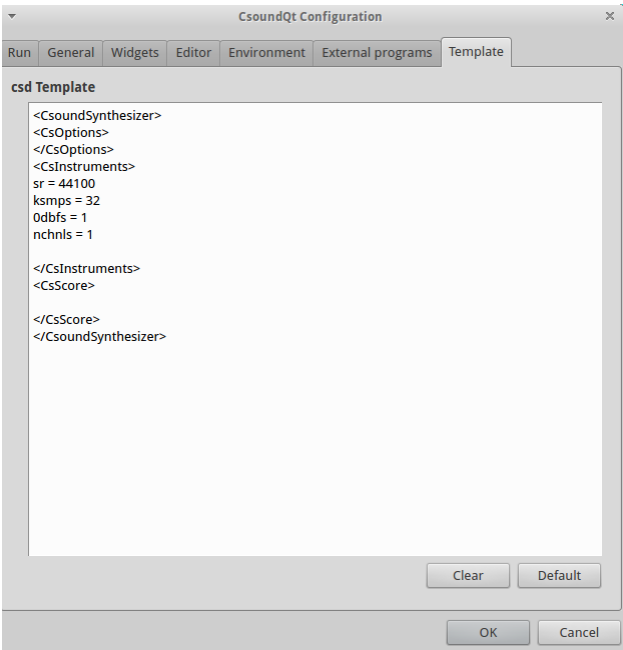 CsoundQt Configuration
Run General Widgets Editor Environment External programs Template
csd Template
<CsoundSynthesizer>
<CsOptions>
</CsOptions>
<CsInstruments>
sr = 44100
ksmps = 32
0dbfs = 1
nchnls = 1
</CsInstruments>
<CsScore>
</CsScore>
</CsoundSynthesizer>
Clear Default
OK Cancel